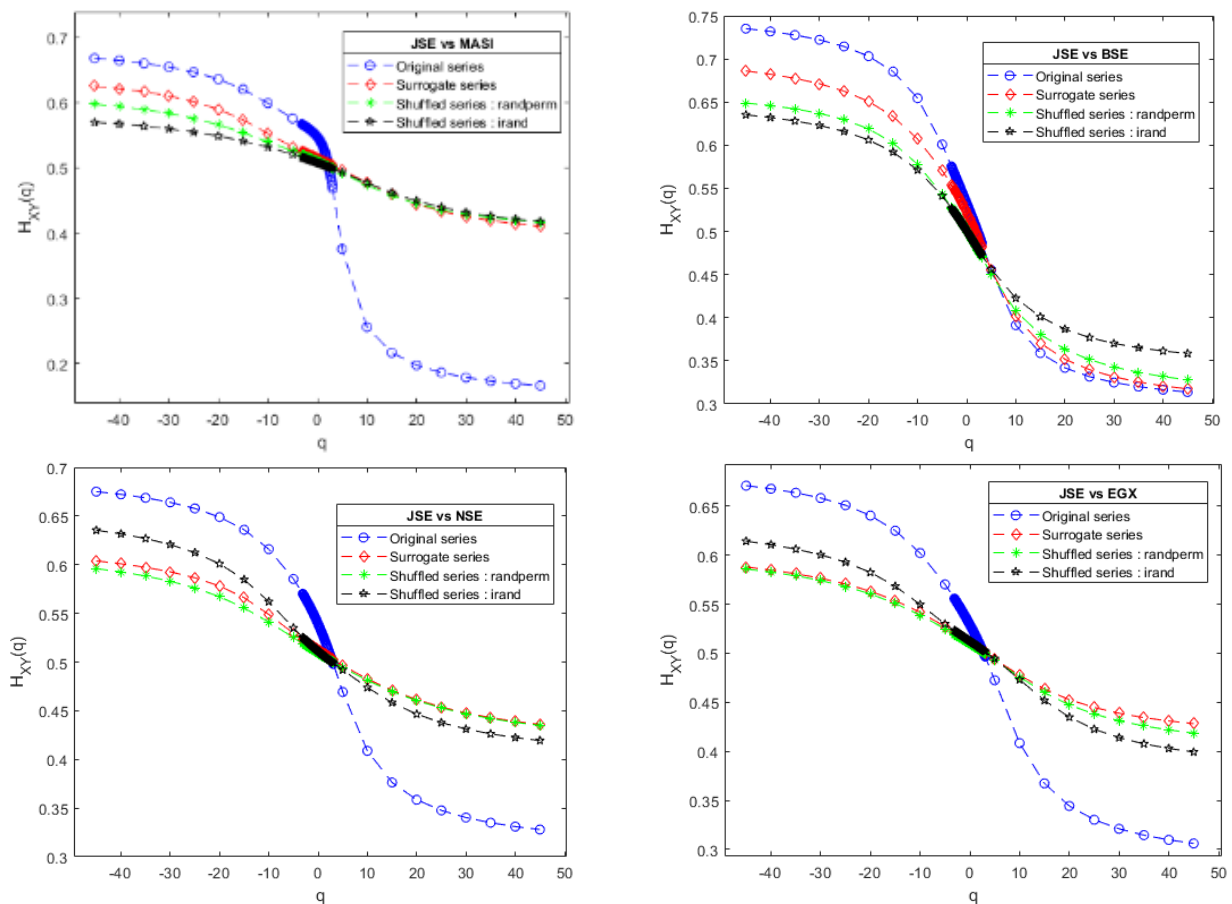 JSE vs MASI
Original series
Surrogate series
Shuffled series : randperm
Shuffled series : irand
0.7
0.6
0.5
0.4
0.3
0.2
H_XY(q)
-40 -30 -20 -10 0 10 20 30 40 50
q
JSE vs BSE
Original series
Surrogate series
Shuffled series : randperm
Shuffled series : irand
0.75
0.7
0.65
0.6
0.55
0.5
0.45
0.4
0.35
0.3
H_XY(q)
-40 -30 -20 -10 0 10 20 30 40 50
q
JSE vs NSE
Original series
Surrogate series
Shuffled series : randperm
Shuffled series : irand
0.7
0.65
0.6
0.55
0.5
0.45
0.4
0.35
0.3
H_XY(q)
-40 -30 -20 -10 0 10 20 30 40 50
q
JSE vs EGX
Original series
Surrogate series
Shuffled series : randperm
Shuffled series : irand
0.65
0.6
0.55
0.5
0.45
0.4
0.35
0.3
H_XY(q)
-40 -30 -20 -10 0 10 20 30 40 50
q